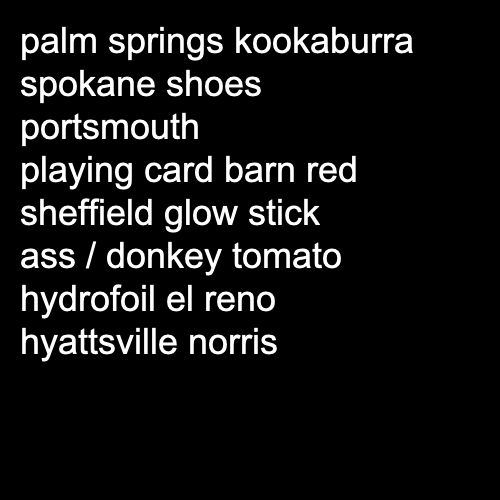 palm springs kookaburra
spokane shoes
portsmouth
playing card barn red
sheffield glow stick
ass / donkey tomato
hydrofoil el reno
hyattsville norris